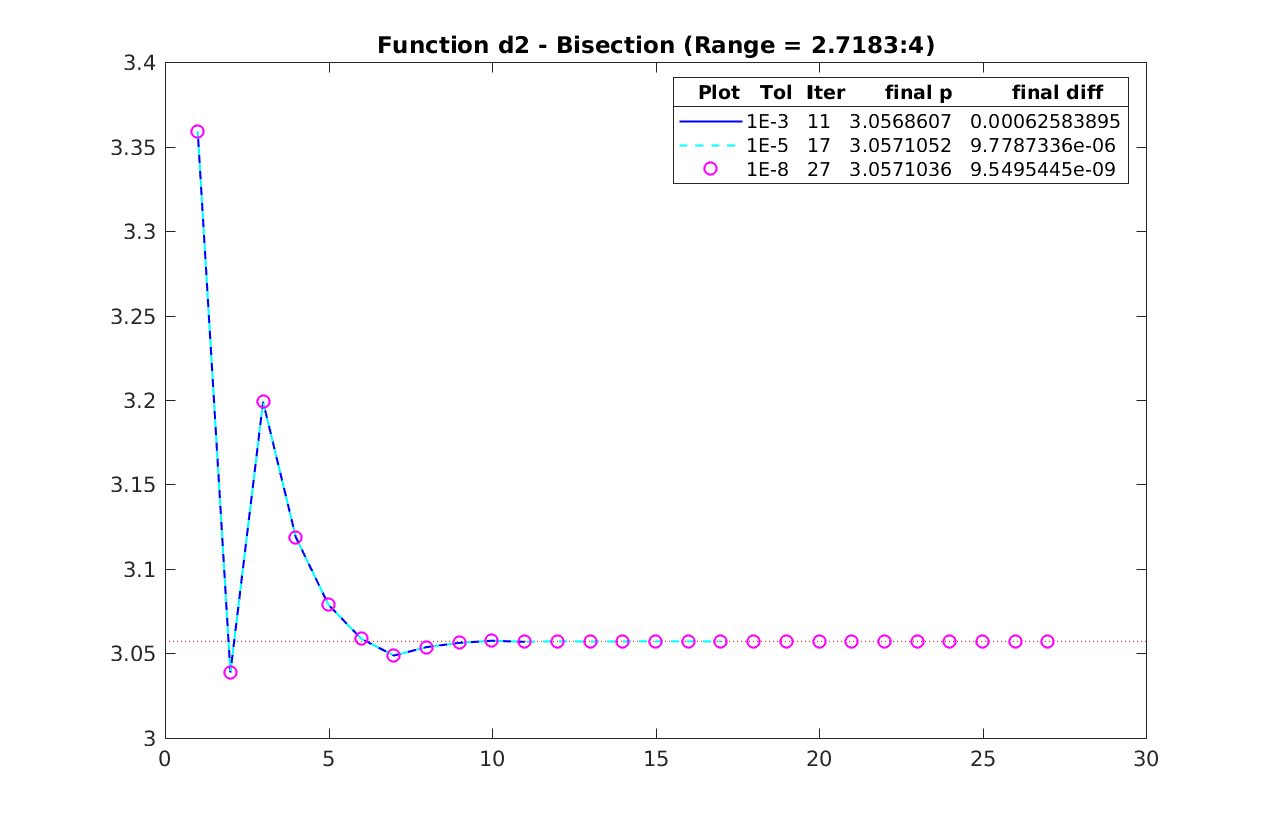 Function d2 - Bisection (Range = 2.7183:4)
Plot Tol Iter final p final diff
1E-3 11 3.0568607 0.00062583895
1E-5 17 3.0571052 9.7787336e-06
1E-8 27 3.0571036 9.5495445e-09
3.4
3.35
3.3
3.25
3.2
3.15
3.1
3.05
3
0 5 10 15 20 25 30